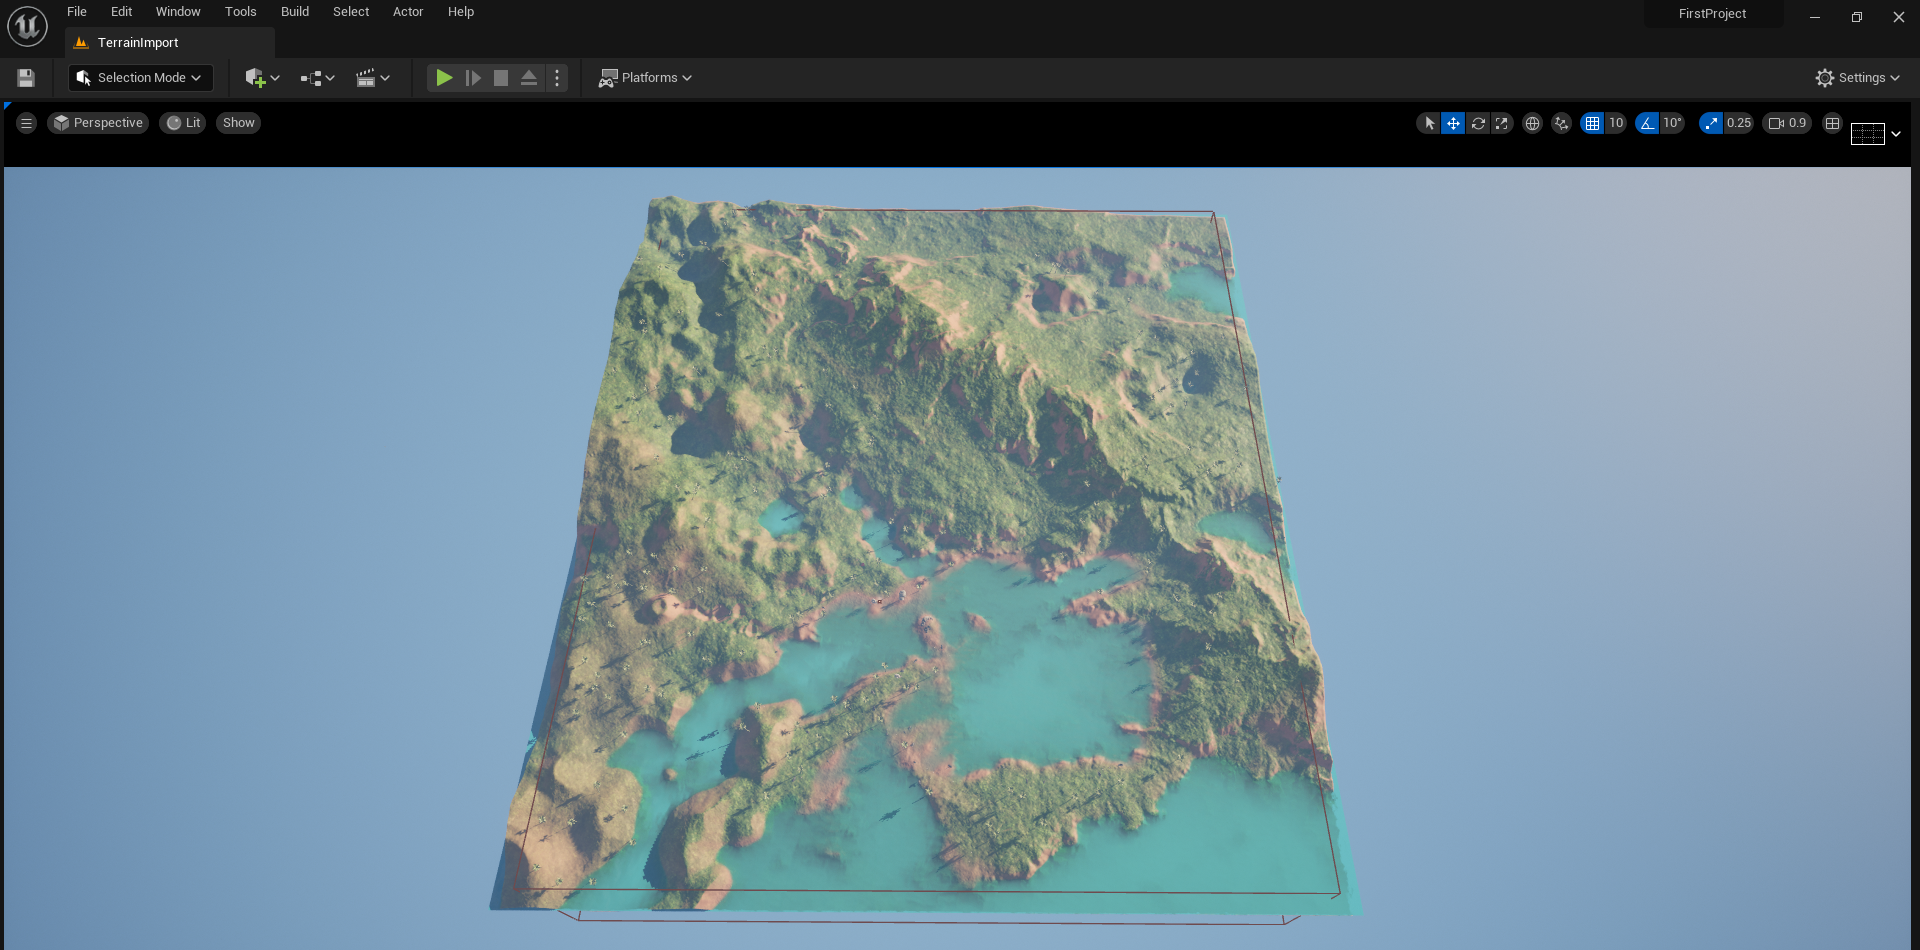 File Edit Window Tools Build Select Actor Help
FirstProject
TerrainImport
Selection Mode
Platforms
Settings
Perspective Lit Show
10 10° 0.25 0.9